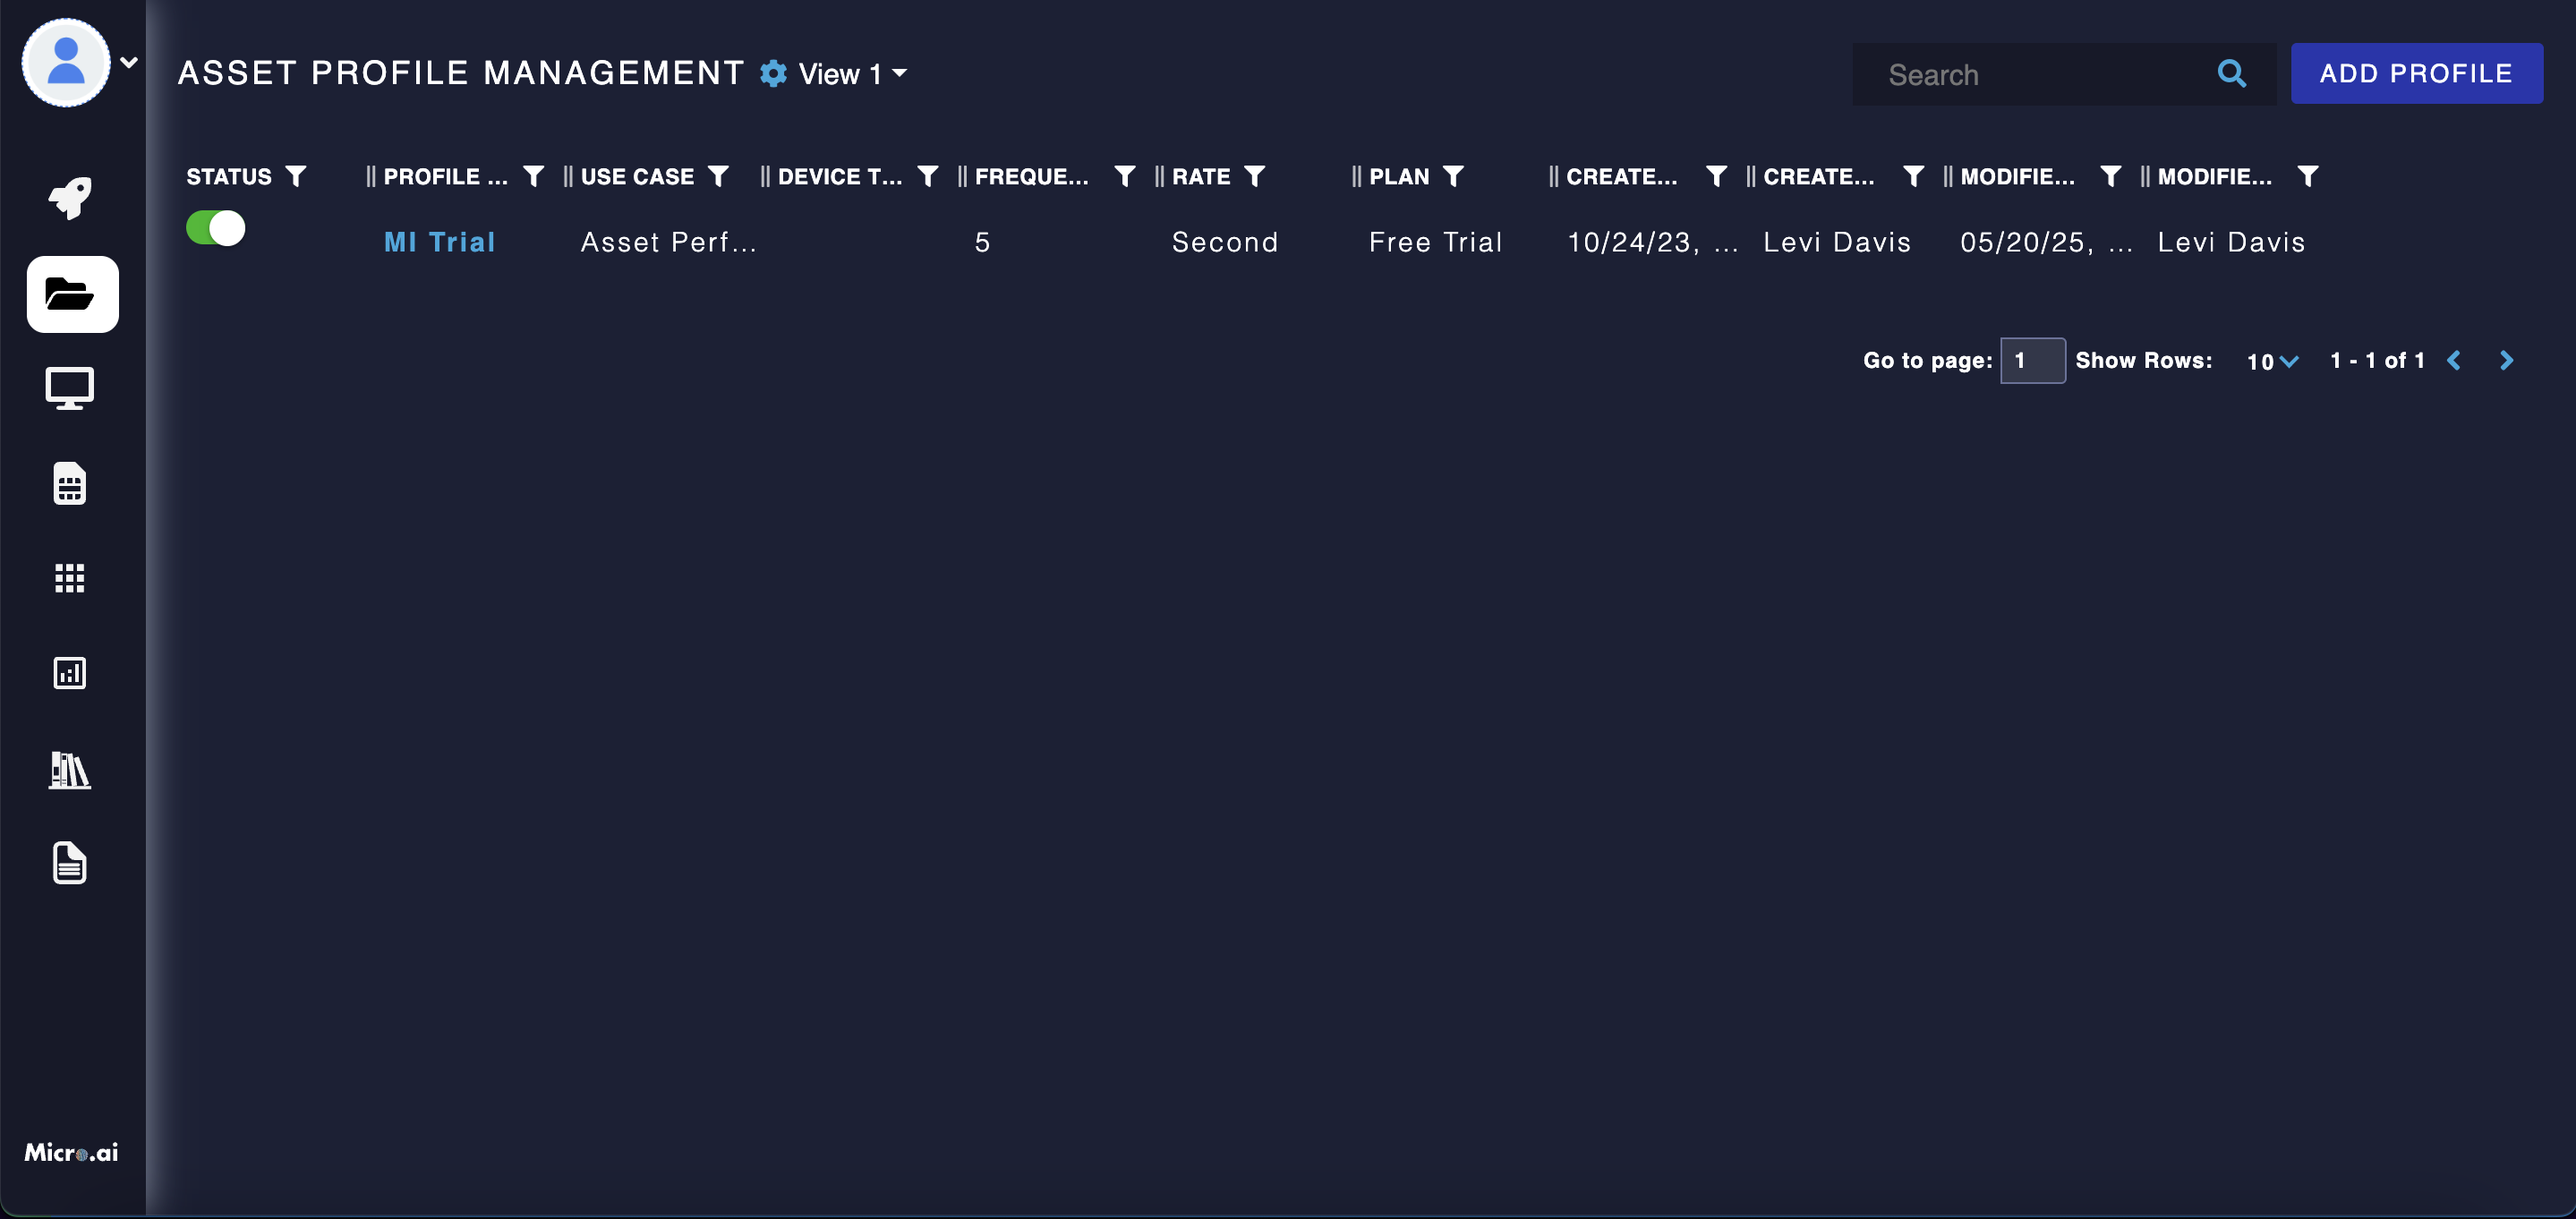 ASSET PROFILE MANAGEMENT View 1
Search
ADD PROFILE
STATUS PROFILE ... USE CASE DEVICE T... FREQUE... RATE PLAN CREATE... CREATE... MODIFIE... MODIFIE...
MI Trial Asset Perf... 5 Second Free Trial 10/24/23, ... Levi Davis 05/20/25, ... Levi Davis
Go to page: 1 Show Rows: 10 1 - 1 of 1
Micro.ai